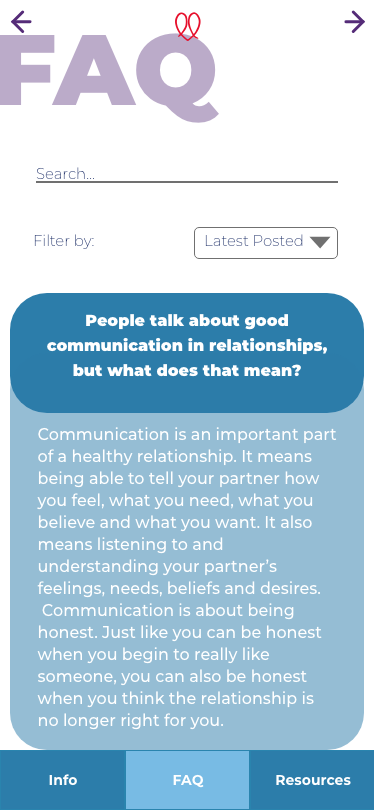 FAQ
Search...
Filter by:
Latest Posted
People talk about good
communication in relationships,
but what does that mean?
Communication is an important part
of a healthy relationship. It means
being able to tell your partner how
you feel, what you need, what you
believe and what you want. It also
means listening to and
understanding your partner’s
feelings, needs, beliefs and desires.
Communication is about being
honest. Just like you can be honest
when you begin to really like
someone, you can also be honest
when you think the relationship is
no longer right for you.
Info
FAQ
Resources